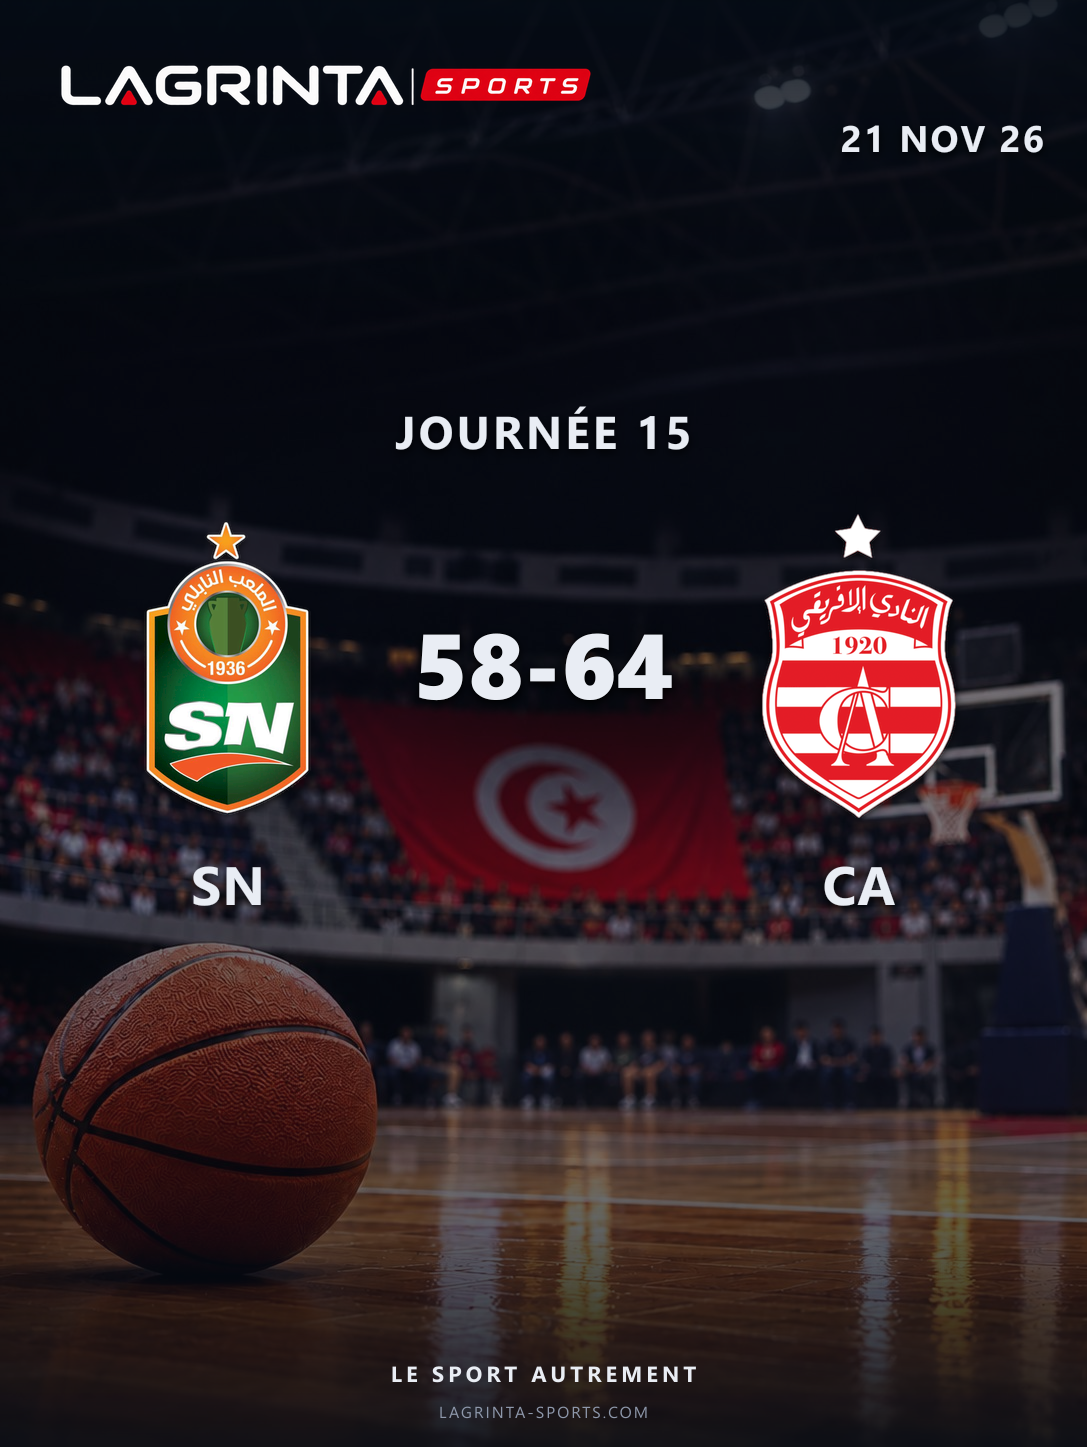 LAGRINTA SPORTS
21 NOV 26
JOURNÉE 15
الملعب النابلي
1936
SN
58-64
النادي الافريقي
1920
CA
SN
CA
LE SPORT AUTREMENT
LAGRINTA-SPORTS.COM